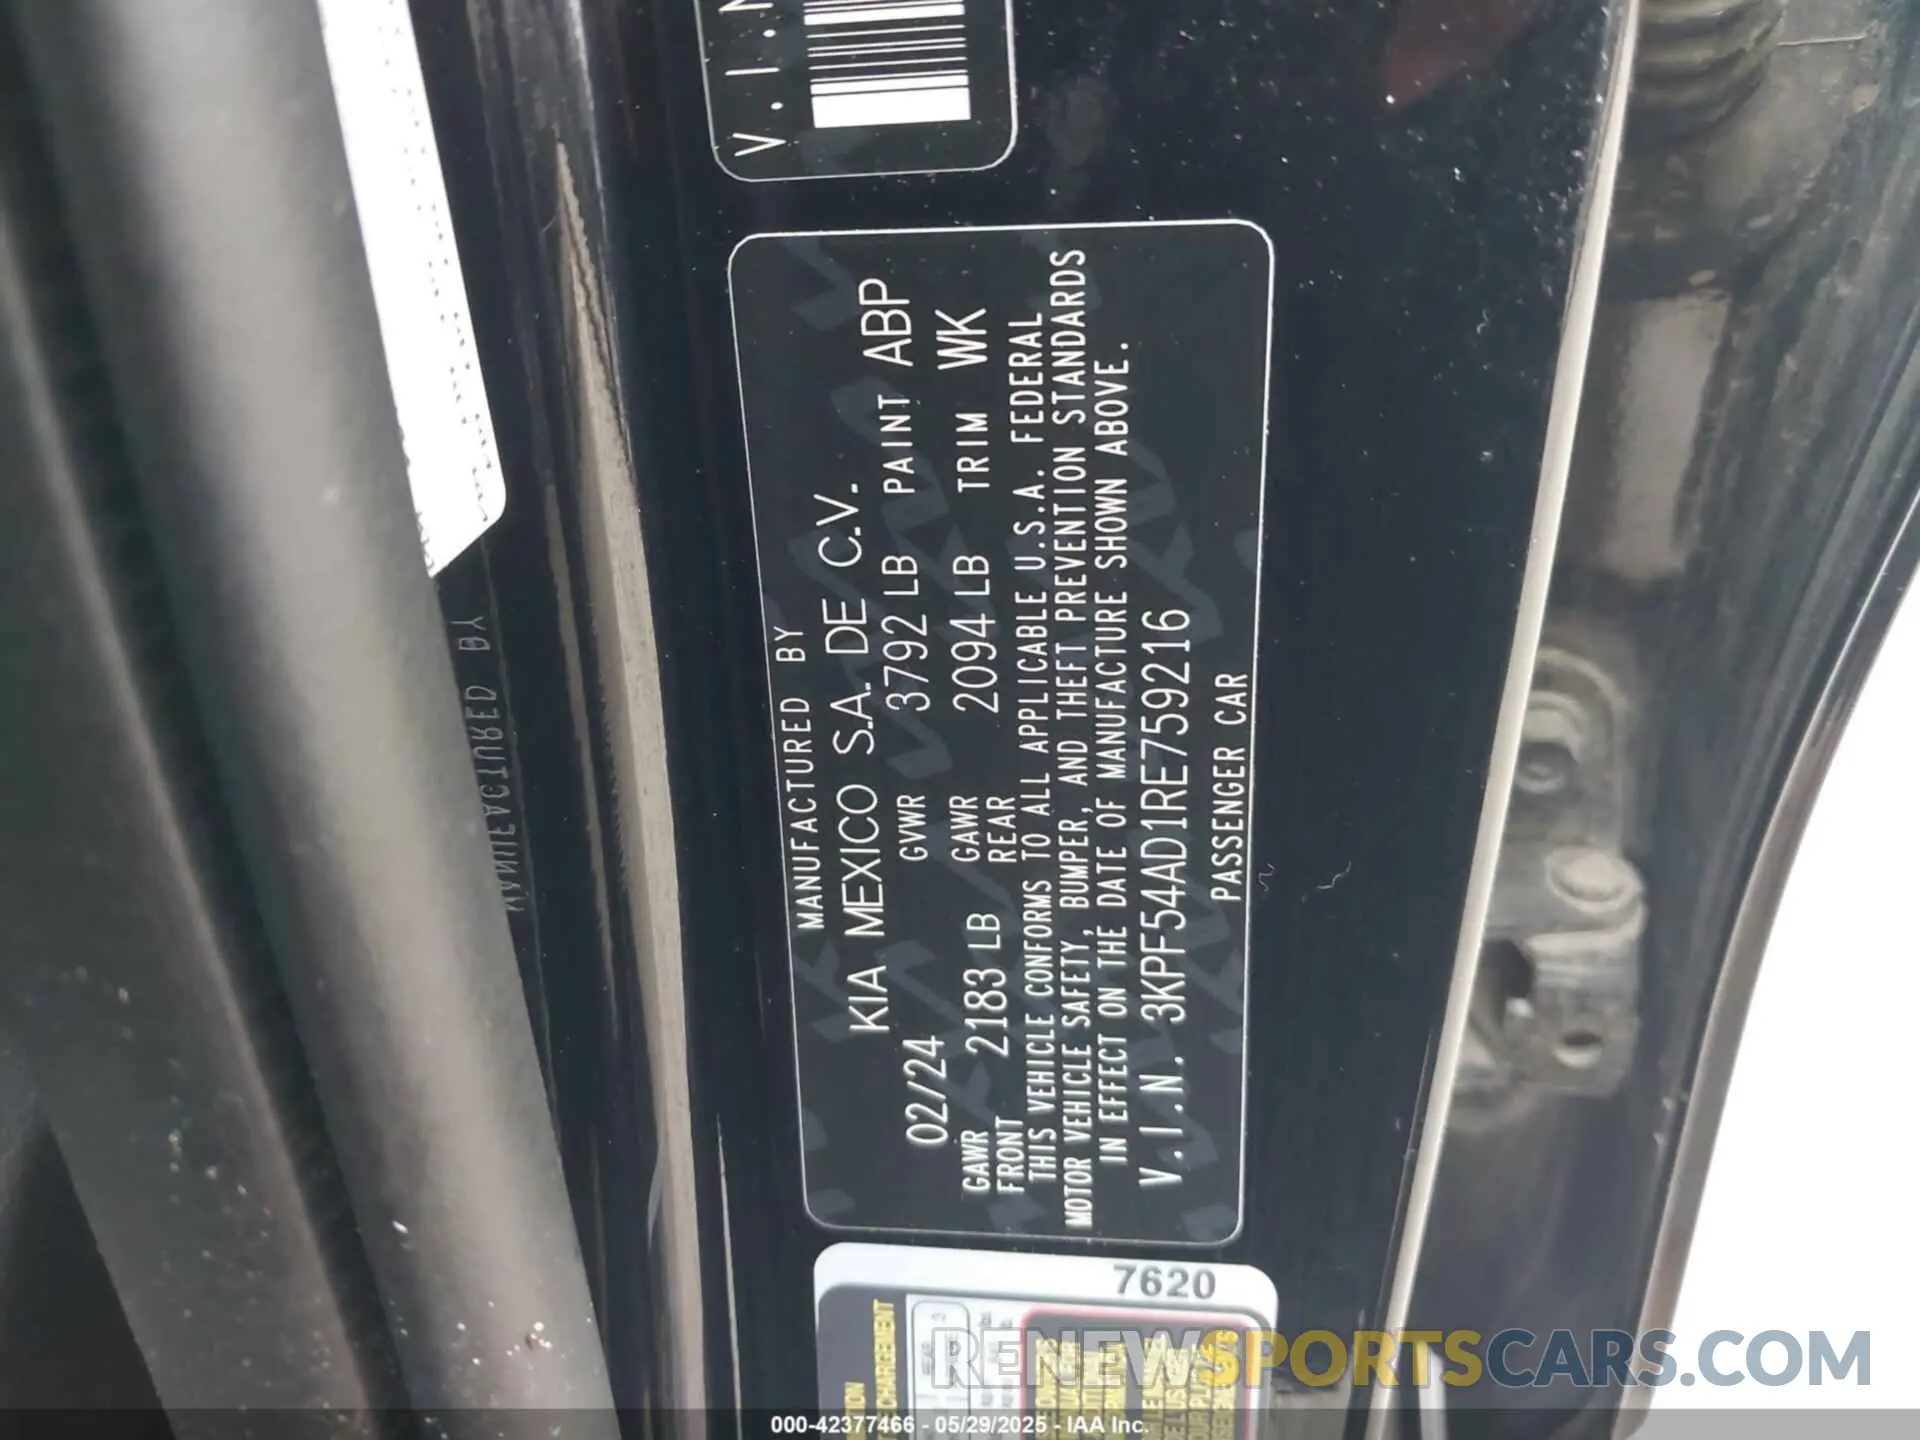 V.I.N
MANUFACTURED BY
KIA MEXICO S.A. DE C.V.
02/24 GVWR 3792 LB PAINT ABP
GAWR FRONT 2183 LB GAWR REAR 2094 LB TRIM WK
THIS VEHICLE CONFORMS TO ALL APPLICABLE U.S.A. FEDERAL
MOTOR VEHICLE SAFETY, BUMPER, AND THEFT PREVENTION STANDARDS
IN EFFECT ON THE DATE OF MANUFACTURE SHOWN ABOVE.
V.I.N. 3KPF54AD1RE759216
PASSENGER CAR
MANUFACTURED BY
7620
RENEWSPORTSCARS.COM
000-42377466 - 05/29/2025 - IAA Inc.